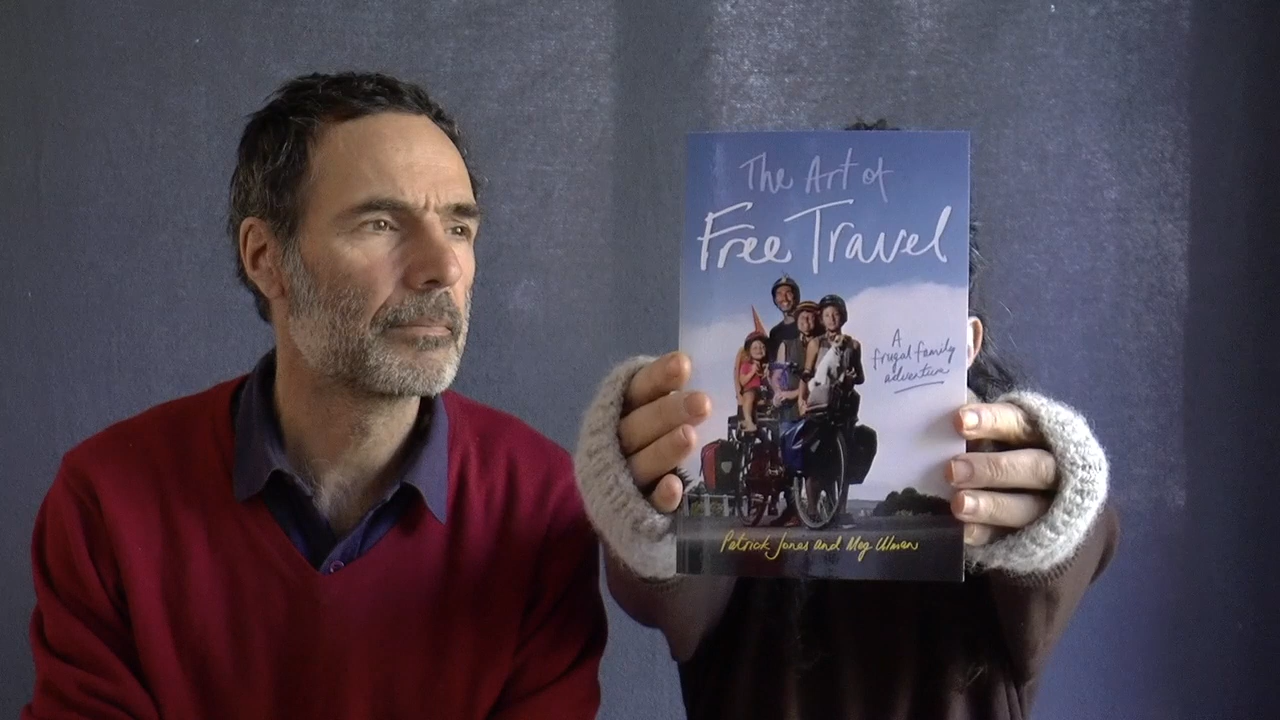 The Art of
Free Travel
A
frugal family
adventure
Patrick Jones and Meg Ulman